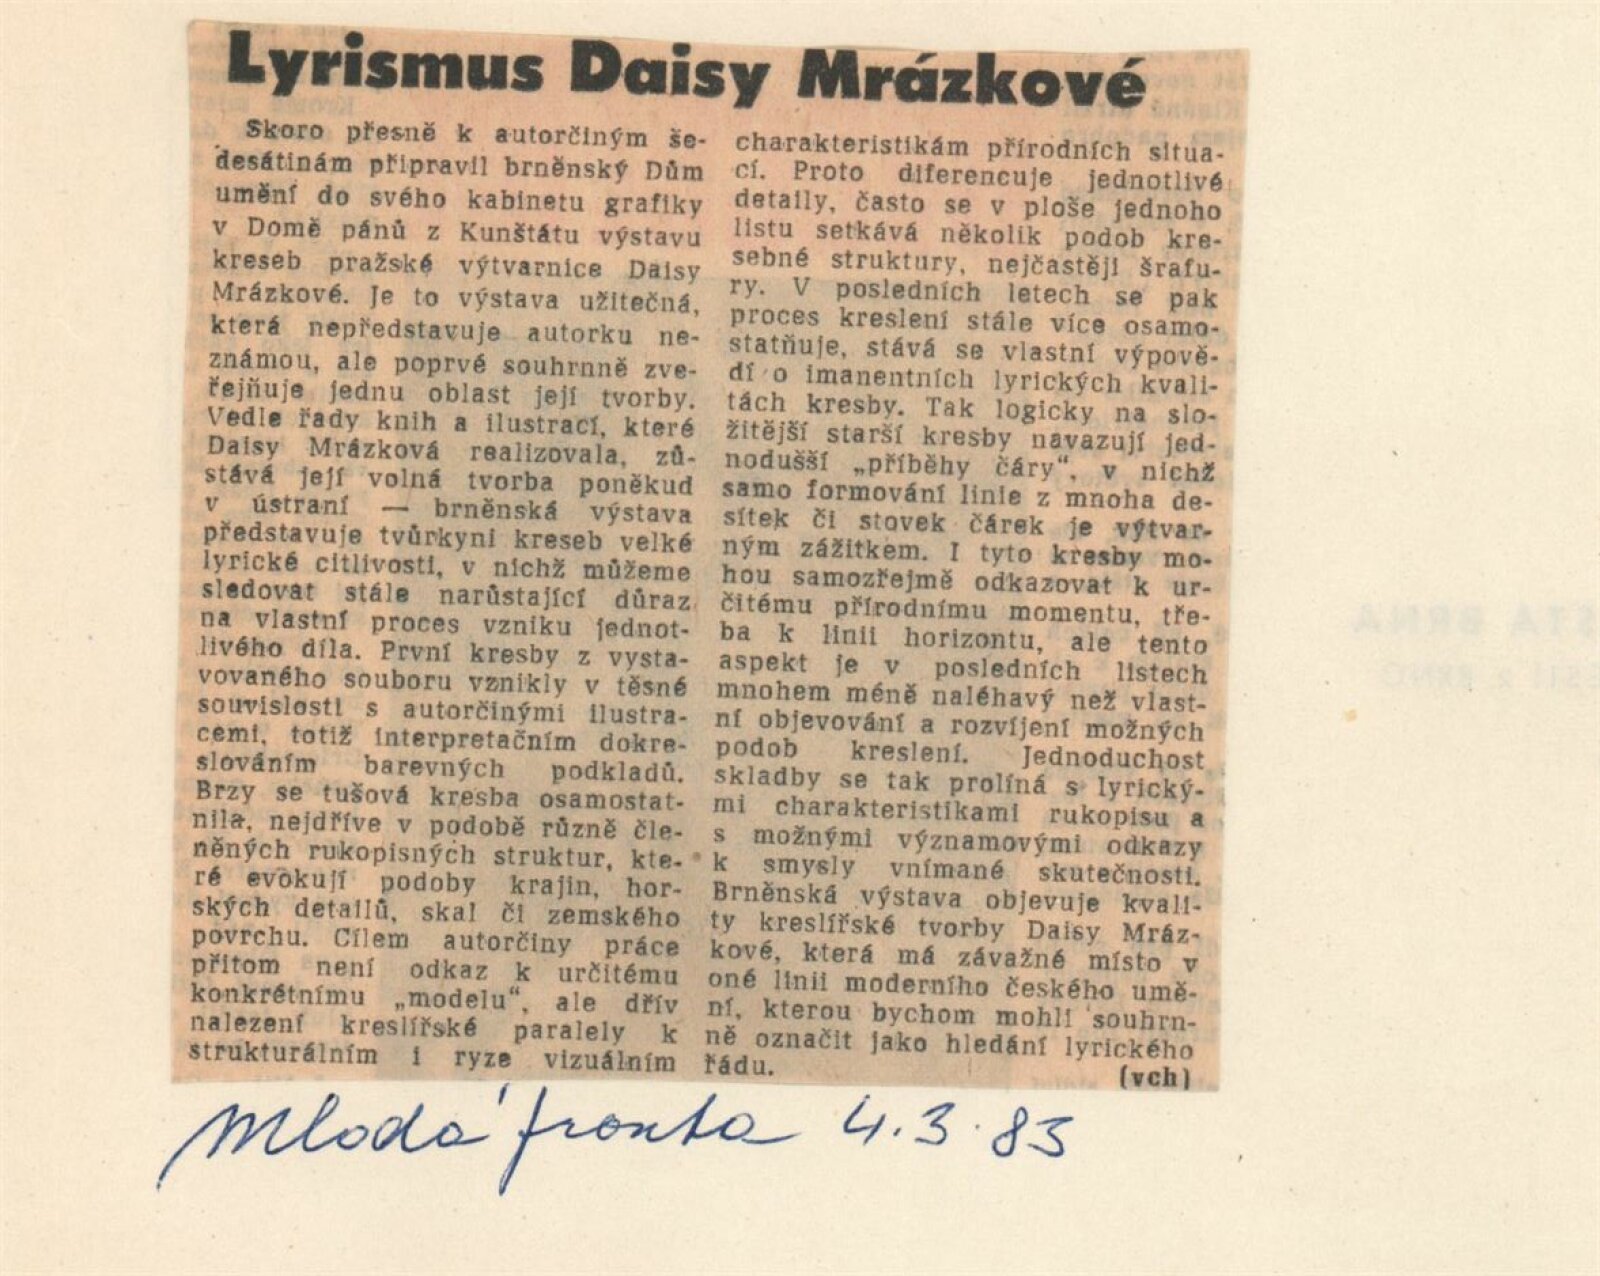 Lyrismus Daisy Mrázkové
Skoro přesně k autorčiným še-
desátinám připravil brněnský Dům
umění do svého kabinetu grafiky
v Domě pánů z Kunštátu výstavu
kreseb pražské výtvarnice Daisy
Mrázkové. Je to výstava užitečná,
která nepředstavuje autorku ne-
známou, ale poprvé souhrnně zve-
řejňuje jednu oblast její tvorby.
Vedle řady knih a ilustrací, které
Daisy Mrázková realizovala, zů-
stává její volná tvorba poněkud
v ústraní — brněnská výstava
představuje tvůrkyni kreseb velké
lyrické citlivosti, v nichž můžeme
sledovat stále narůstající důraz
na vlastní proces vzniku jednot-
livého díla. První kresby z vysta-
vovaného souboru vznikly v těsné
souvislosti s autorčinými ilustra-
cemi, totiž interpretačním dokre-
slováním barevných podkladů.
Brzy se tušová kresba osamostat-
nila, nejdříve v podobě různě čle-
něných rukopisných struktur, kte-
ré evokují podoby krajin, hor-
ských detailů, skal či zemského
povrchu. Cílem autorčiny práce
přitom není odkaz k určitému
konkrétnímu „modelu“, ale dřív
nalezení kreslířské paralely k
strukturálním i ryze vizuálním
charakteristikám přírodních situa-
cí. Proto diferencuje jednotlivé
detaily, často se v ploše jednoho
listu setkává několik podob kre-
sebné struktury, nejčastěji šrafu-
ry. V posledních letech se pak
proces kreslení stále více osamo-
statňuje, stává se vlastní výpově-
dí o imanentních lyrických kvali-
tách kresby. Tak logicky na slo-
žitější starší kresby navazují jed-
nodušší „příběhy čáry“, v nichž
samo formování linie z mnoha de-
sítek či stovek čárek je výtvar-
ným zážitkem. I tyto kresby mo-
hou samozřejmě odkazovat k ur-
čitému přírodnímu momentu, tře-
ba k linii horizontu, ale tento
aspekt je v posledních listech
mnohem méně naléhavý než vlast-
ní objevování a rozvíjení možných
podob kreslení. Jednoduchost
skladby se tak prolíná s lyrický-
mi charakteristikami rukopisu a
s možnými významovými odkazy
k smysly vnímané skutečnosti.
Brněnská výstava objevuje kvali-
ty kreslířské tvorby Daisy Mráz-
kové, která má závažné místo v
oné linii moderního českého umě-
ní, kterou bychom mohli souhrn-
ně označit jako hledání lyrického
řádu.
(vch)
Mladá fronta 4.3.83